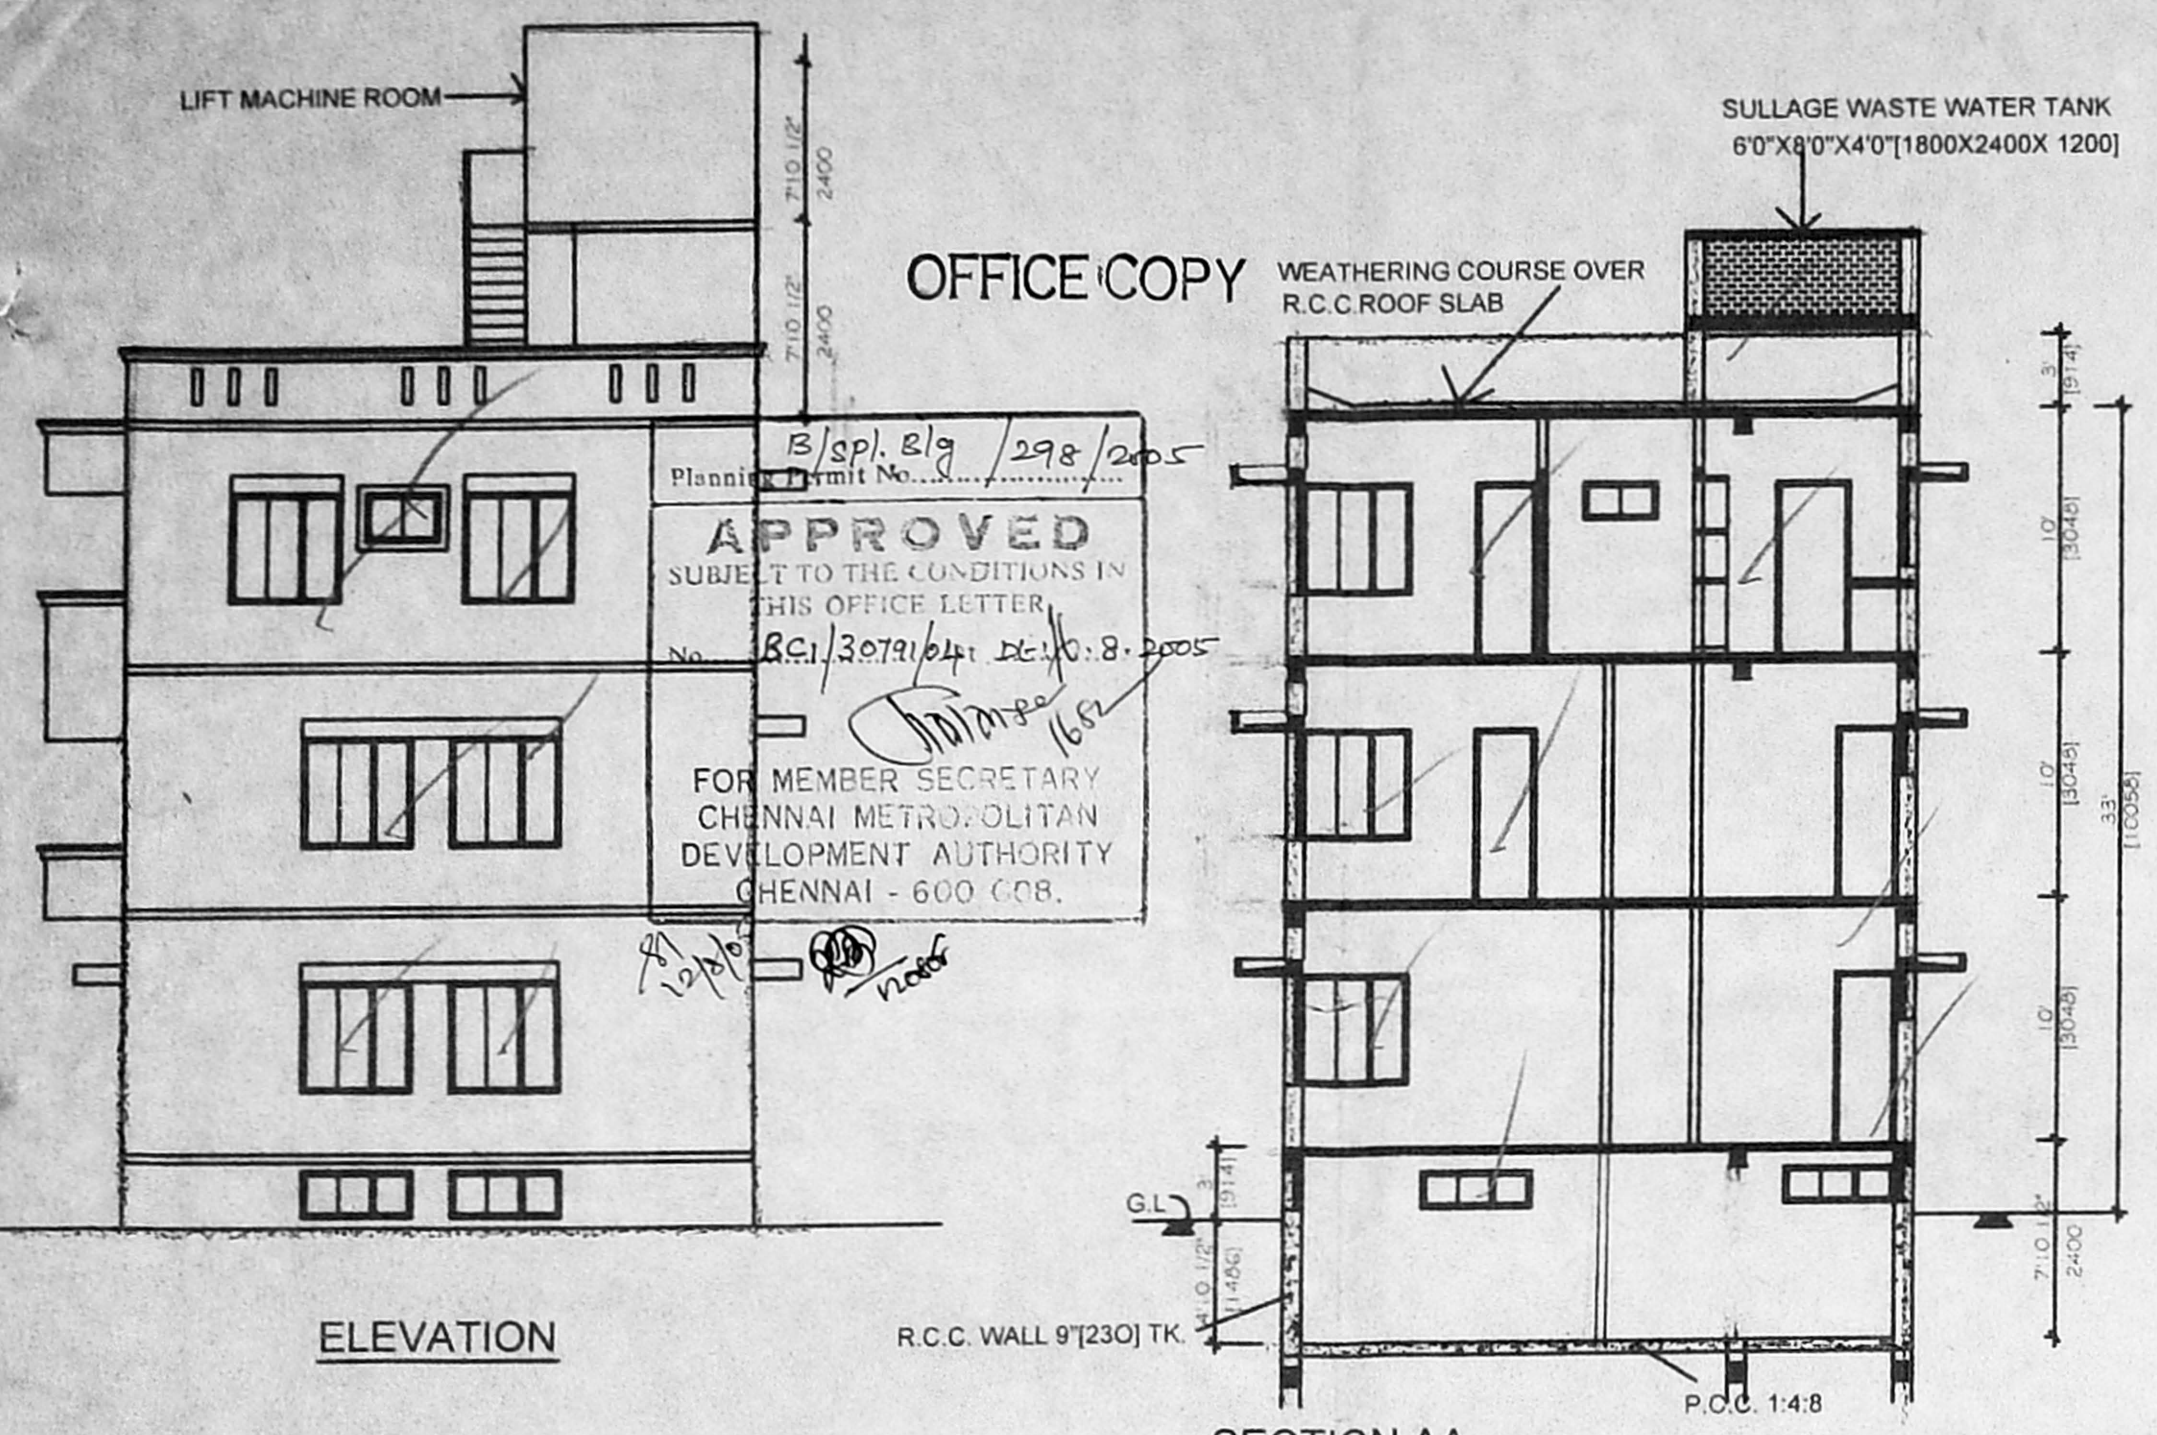 LIFT MACHINE ROOM
7'10 1/2"
2400
7'10 1/2"
2400
OFFICE COPY
SULLAGE WASTE WATER TANK
6'0"X8'0"X4'0"[1800X2400X 1200]
WEATHERING COURSE OVER
R.C.C.ROOF SLAB
B/spl. Blg /298/2005
Planning Permit No.
APPROVED
SUBJECT TO THE CONDITIONS IN
THIS OFFICE LETTER
No. BC1/30791/04 8.2005
FOR MEMBER SECRETARY
CHENNAI METROPOLITAN
DEVELOPMENT AUTHORITY
CHENNAI - 600 008.
3'
[914]
10'
[3048]
10'
[3048]
10'
[3048]
33'
[10058]
7'10 1/2"
2400
3'
[914]
G.L
4'10 1/2"
[1486]
R.C.C. WALL 9"[230] TK.
P.C.C. 1:4:8
ELEVATION
SECTION AA